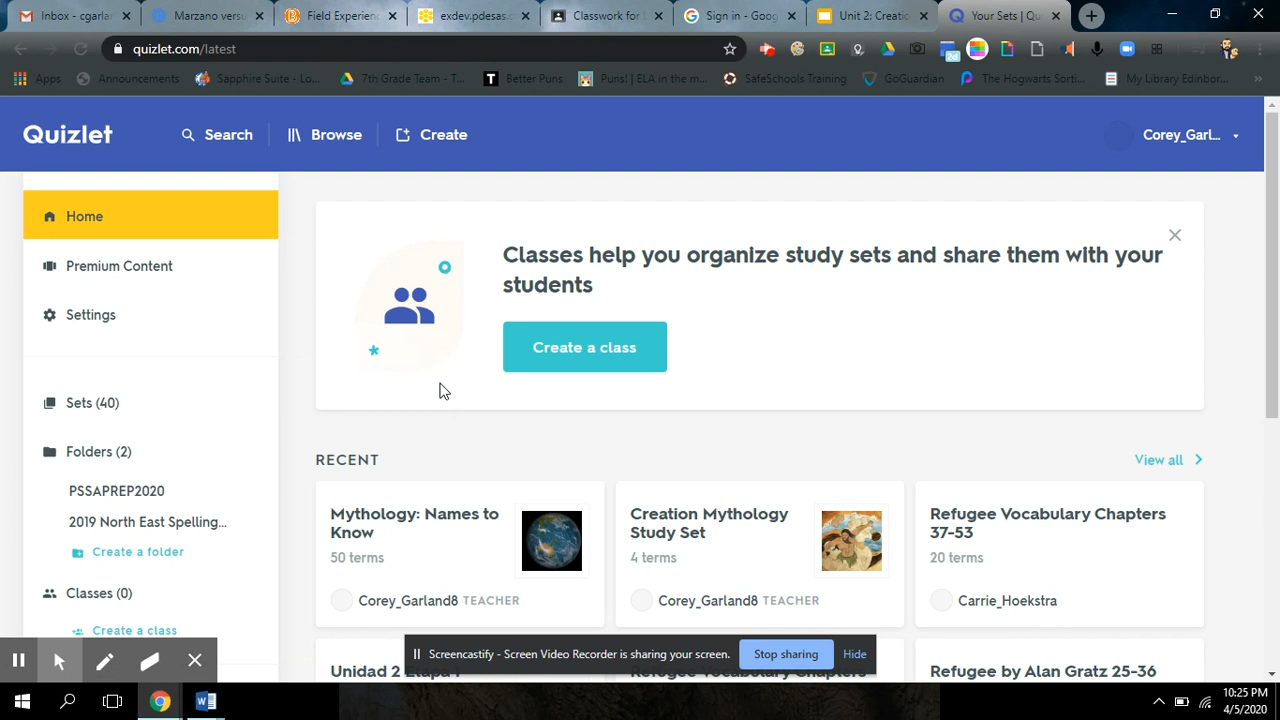 Inbox - cgarla
Marzano versu
Field Experien
exdev.pdesas.c
Classwork for
Sign in - Goog
Unit 2: Creatio
Your Sets | Qu
quizlet.com/latest
2d
Apps
Announcements
Sapphire Suite - Lo...
7th Grade Team - T...
Better Puns
Puns! | ELA in the m...
SafeSchools Training
GoGuardian
The Hogwarts Sorti...
My Library Edinbor...
Quizlet
Search
Browse
Create
Corey_Garl...
Home
Premium Content
Settings
Sets (40)
Folders (2)
PSSAPREP2020
2019 North East Spelling...
Create a folder
Classes (0)
Create a class
Classes help you organize study sets and share them with your
students
Create a class
RECENT
View all
Mythology: Names to
Know
50 terms
Corey_Garland8 TEACHER
Creation Mythology
Study Set
4 terms
Corey_Garland8 TEACHER
Refugee Vocabulary Chapters
37-53
20 terms
Carrie_Hoekstra
Unidad 2 Etapa 1
Refugee Vocabulary Chapters
Refugee by Alan Gratz 25-36
Screencastify - Screen Video Recorder is sharing your screen.
Stop sharing
Hide
10:25 PM
4/5/2020